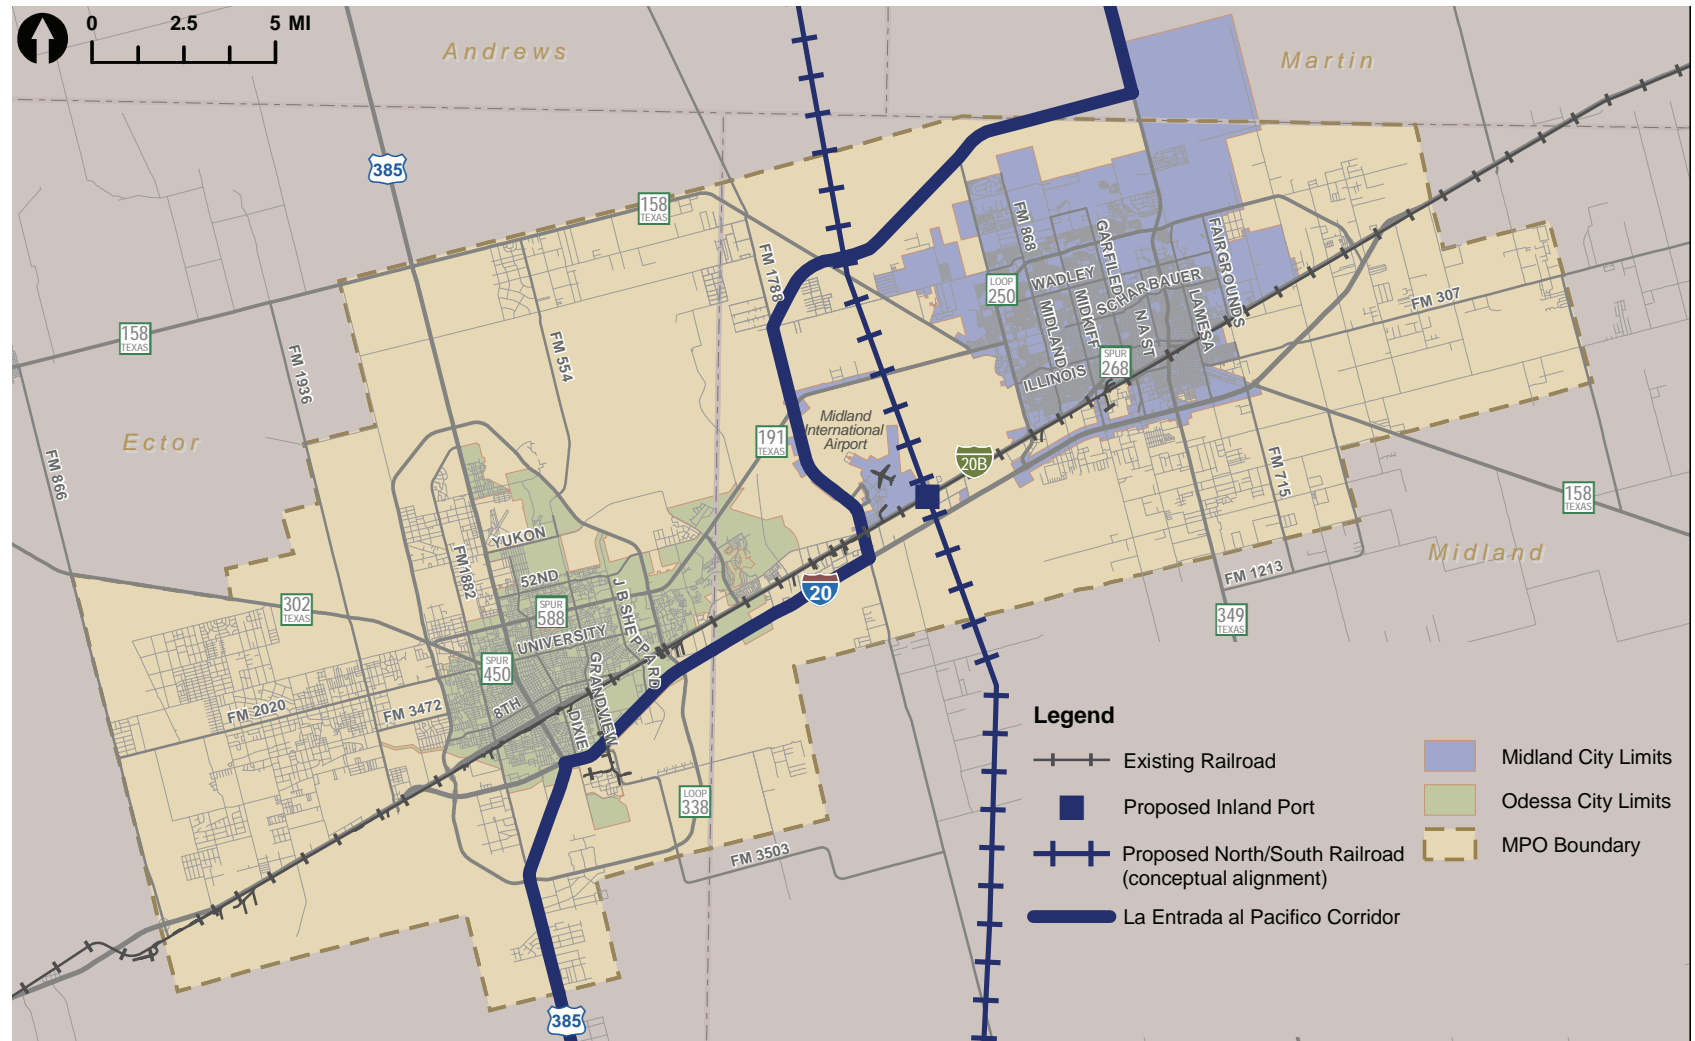 0 2.5 5 MI
Andrews
Martin
385
158
TEXAS
FM 868
GARFILED
FAIRGROUNDS
FM 1788
LOOP
250
WADLEY
SCHARBAUER
MIDLAND
MIDKIFF
N AST
LAMESA
FM 307
158
TEXAS
FM 1936
FM 554
SPUR
268
ILLINOIS
Ector
191
TEXAS
Midland
International
Airport
20B
FM 866
FM 715
158
TEXAS
YUKON
FM1882
52ND
Midland
FM 1213
20
302
TEXAS
SPUR
588
J B SHEPPARD
349
TEXAS
UNIVERSITY
SPUR
450
GRANDVIEW
FM 2020
FM 3472
8TH
DIXIE
LOOP
338
FM 3503
385
Legend
Existing Railroad
Proposed Inland Port
Proposed North/South Railroad
(conceptual alignment)
La Entrada al Pacifico Corridor
Midland City Limits
Odessa City Limits
MPO Boundary